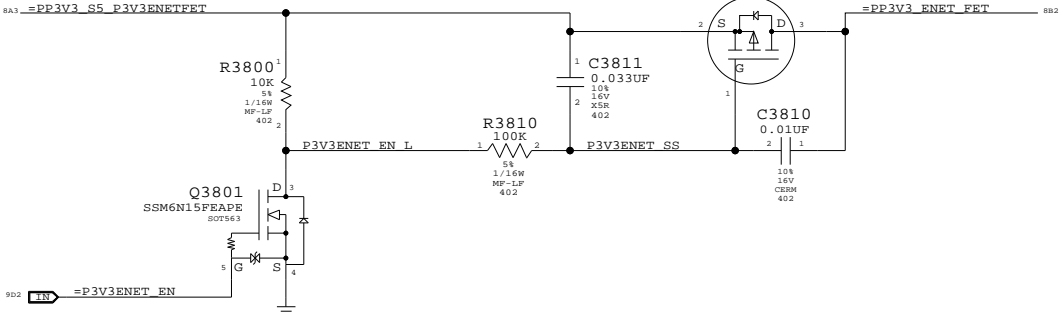 8A3 =PP3V3_S5_P3V3ENETFET
=PP3V3_ENET_FET 8B2
2 S D 3
G
1
R3800
10K
5%
1/16W
MF-LF
402
1
2
C3811
0.033UF
10%
16V
X5R
402
1
2
C3810
0.01UF
2 1
10%
16V
CERM
402
P3V3ENET_EN_L
R3810
100K
1 2
5%
1/16W
MF-LF
402
P3V3ENET_SS
Q3801
SSM6N15FEAPE
SOT563
D 3
5 G S 4
9D2 IN =P3V3ENET_EN